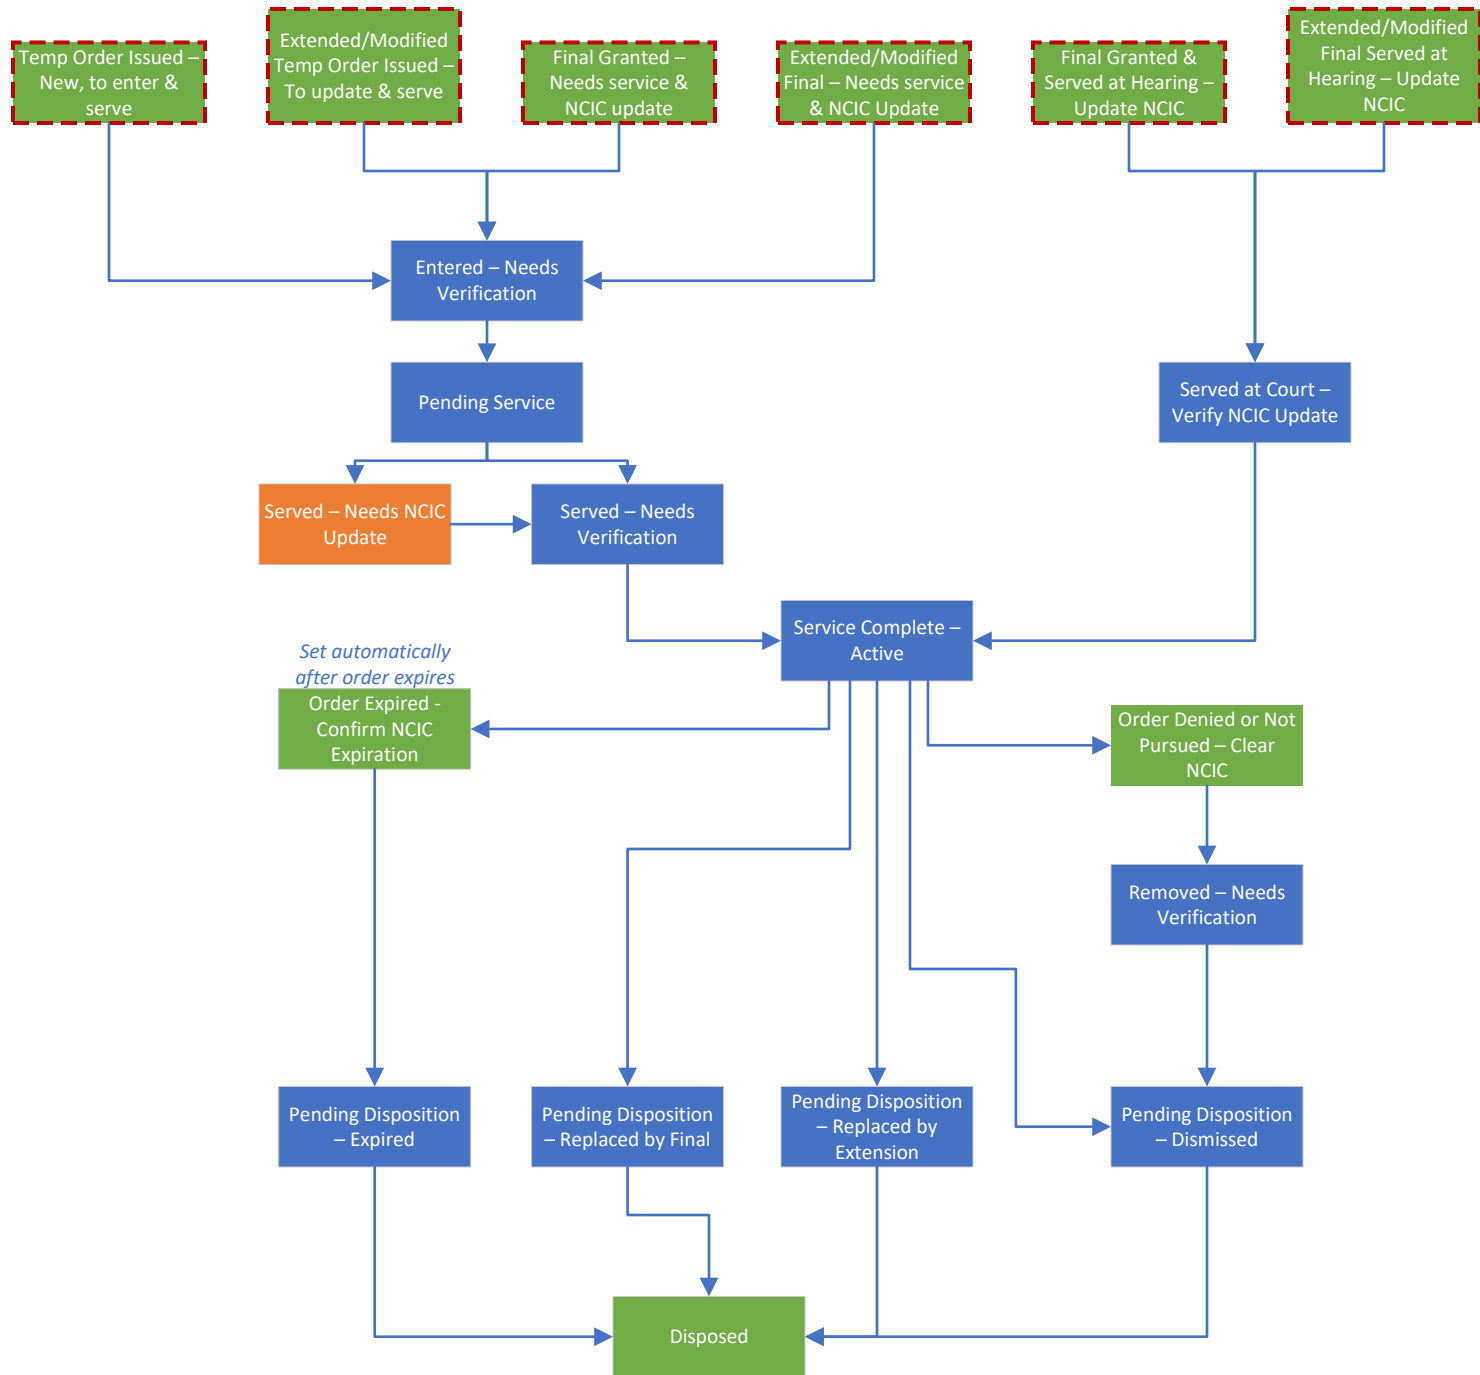 Temp Order Issued –
New, to enter &
serve
Extended/Modified
Temp Order Issued –
To update & serve
Final Granted –
Needs service &
NCIC update
Extended/Modified
Final – Needs service
& NCIC Update
Final Granted &
Served at Hearing –
Update NCIC
Extended/Modified
Final Served at
Hearing – Update
NCIC
Entered – Needs
Verification
Pending Service
Served at Court –
Verify NCIC Update
Served – Needs NCIC
Update
Served – Needs
Verification
Service Complete –
Active
Set automatically
after order expires
Order Expired -
Confirm NCIC
Expiration
Order Denied or Not
Pursued – Clear
NCIC
Removed – Needs
Verification
Pending Disposition
– Expired
Pending Disposition
– Replaced by Final
Pending Disposition
– Replaced by
Extension
Pending Disposition
– Dismissed
Disposed